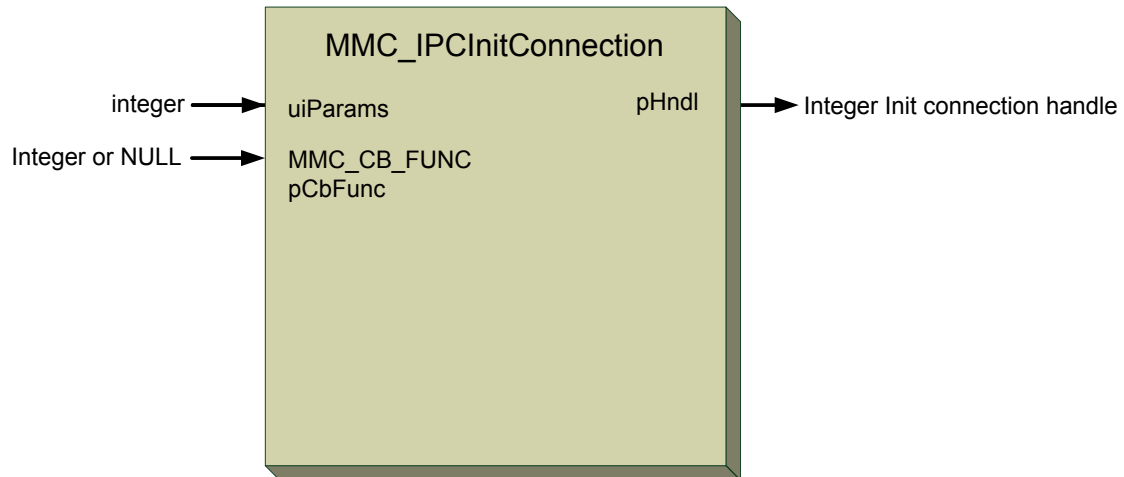 MMC_IPCInitConnection
integer
uiParams
pHndl
Integer Init connection handle
Integer or NULL
MMC_CB_FUNC
pCbFunc